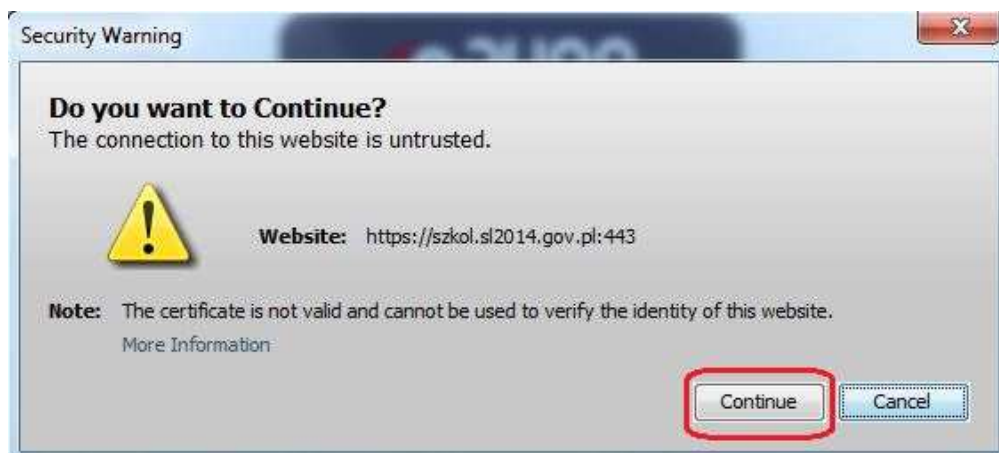 Security Warning
Do you want to Continue?
The connection to this website is untrusted.
Website: https://szkol.sl2014.gov.pl:443
Note: The certificate is not valid and cannot be used to verify the identity of this website.
More Information
Continue Cancel